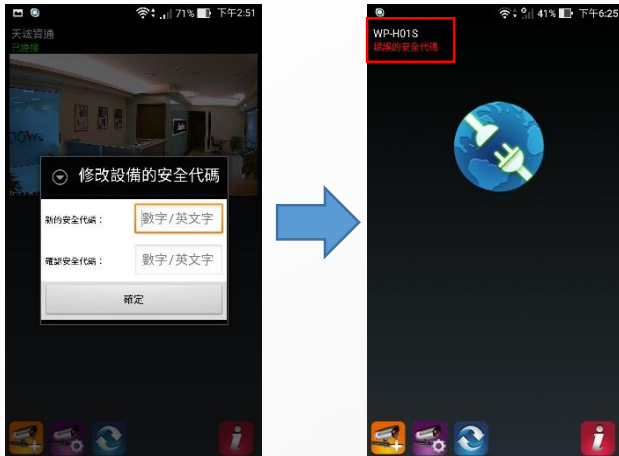 71% 下午2:51
天竑資通
已連接
修改設備的安全代碼
新的安全代碼：
數字/英文字
確認安全代碼：
數字/英文字
確定
41% 下午6:25
WP-H01S
錯誤的安全代碼